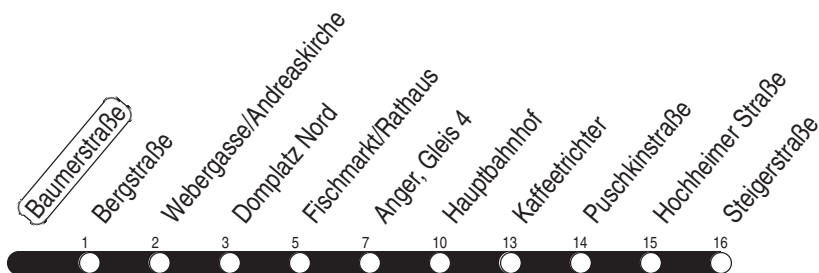 Baumerstraße
Bergstraße
Webergasse/Andreaskirche
Domplatz Nord
Fischmarkt/Rathaus
Anger, Gleis 4
Hauptbahnhof
Kaffeetrichter
Puschkinstraße
Hochheimer Straße
Steigerstraße
1 2 3 5 7 10 13 14 15 16